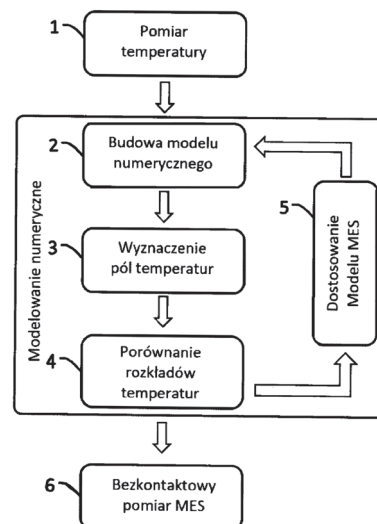 1
Pomiar
temperatury
Modelowanie numeryczne
2
Budowa modelu
numerycznego
3
Wyznaczenie
pól temperatur
4
Porównanie
rozkładów
temperatur
5
Dostosowanie
Modelu MES
6
Bezkontaktowy
pomiar MES